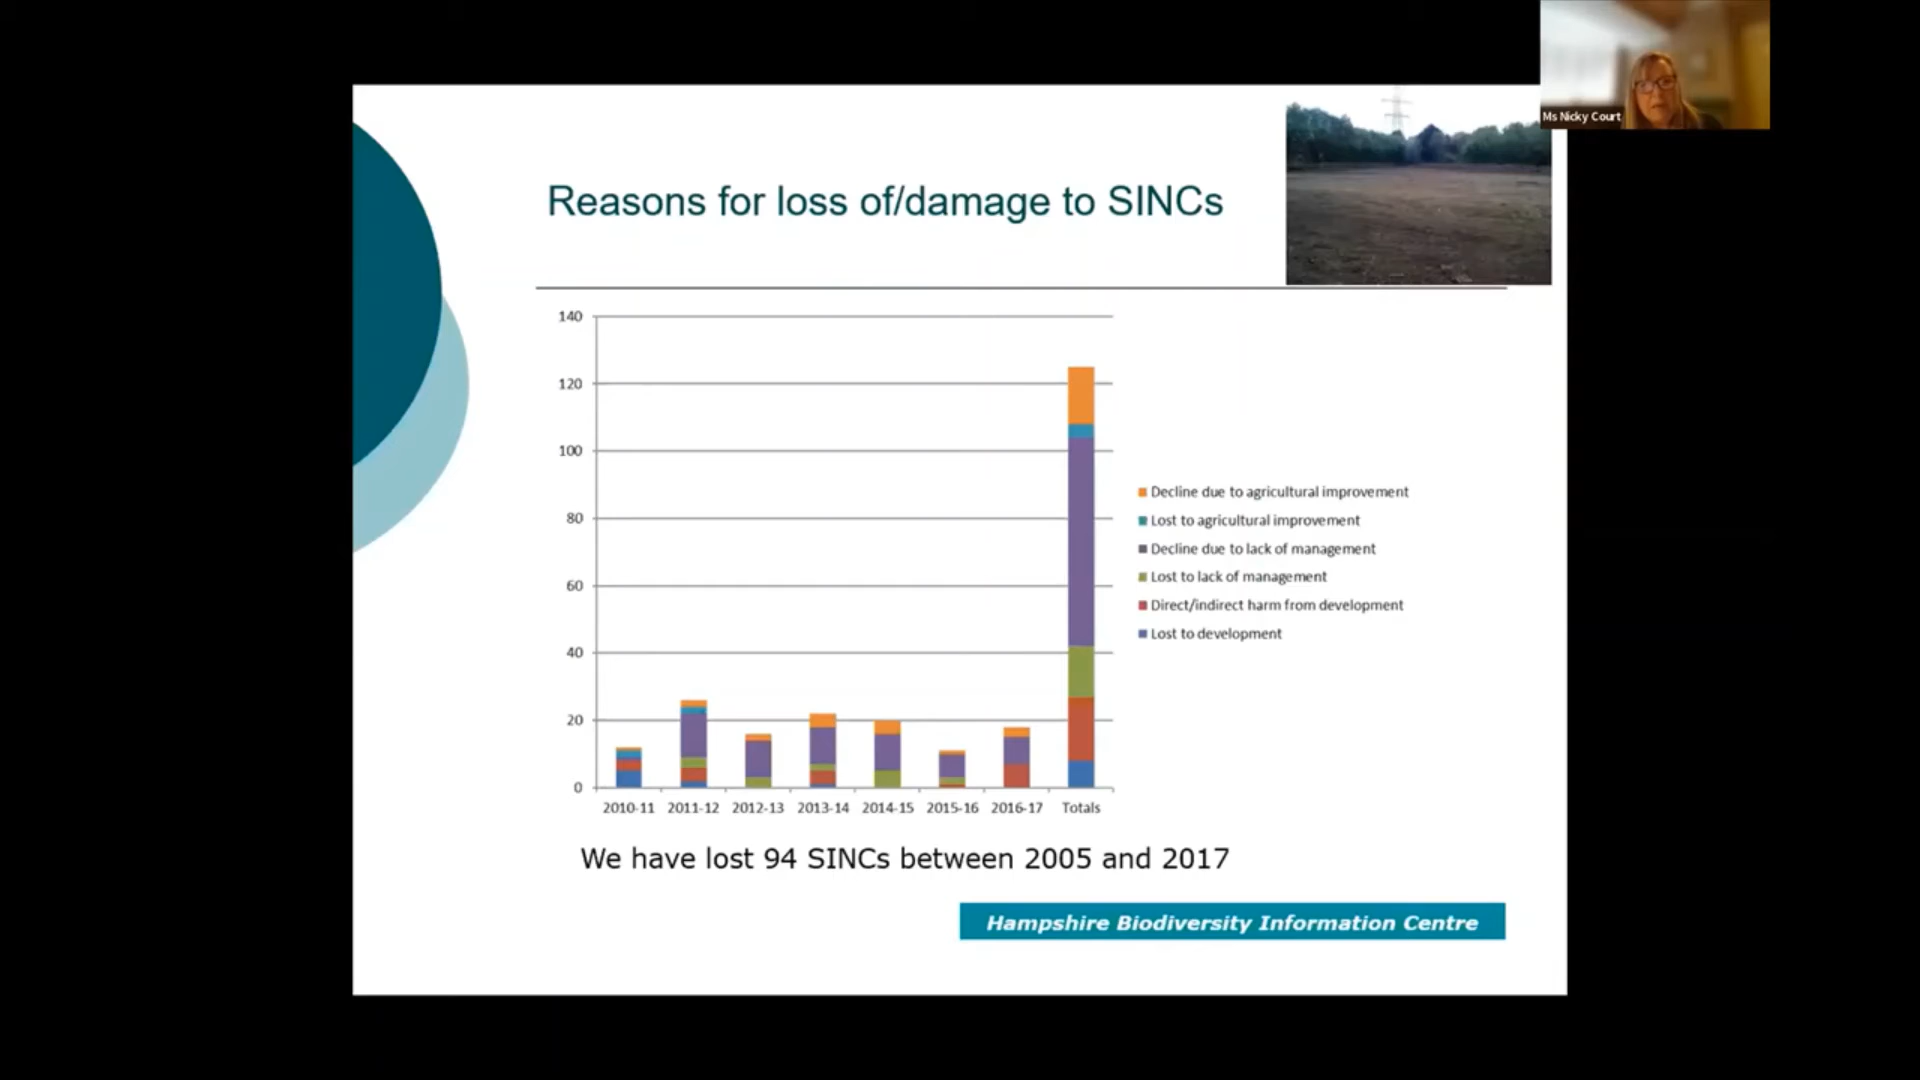 Ms Nicky Court
Reasons for loss of/damage to SINCs
140
120
100
80
60
40
20
0
2010-11 2011-12 2012-13 2013-14 2014-15 2015-16 2016-17 Totals
Decline due to agricultural improvement
Lost to agricultural improvement
Decline due to lack of management
Lost to lack of management
Direct/indirect harm from development
Lost to development
We have lost 94 SINCs between 2005 and 2017
Hampshire Biodiversity Information Centre